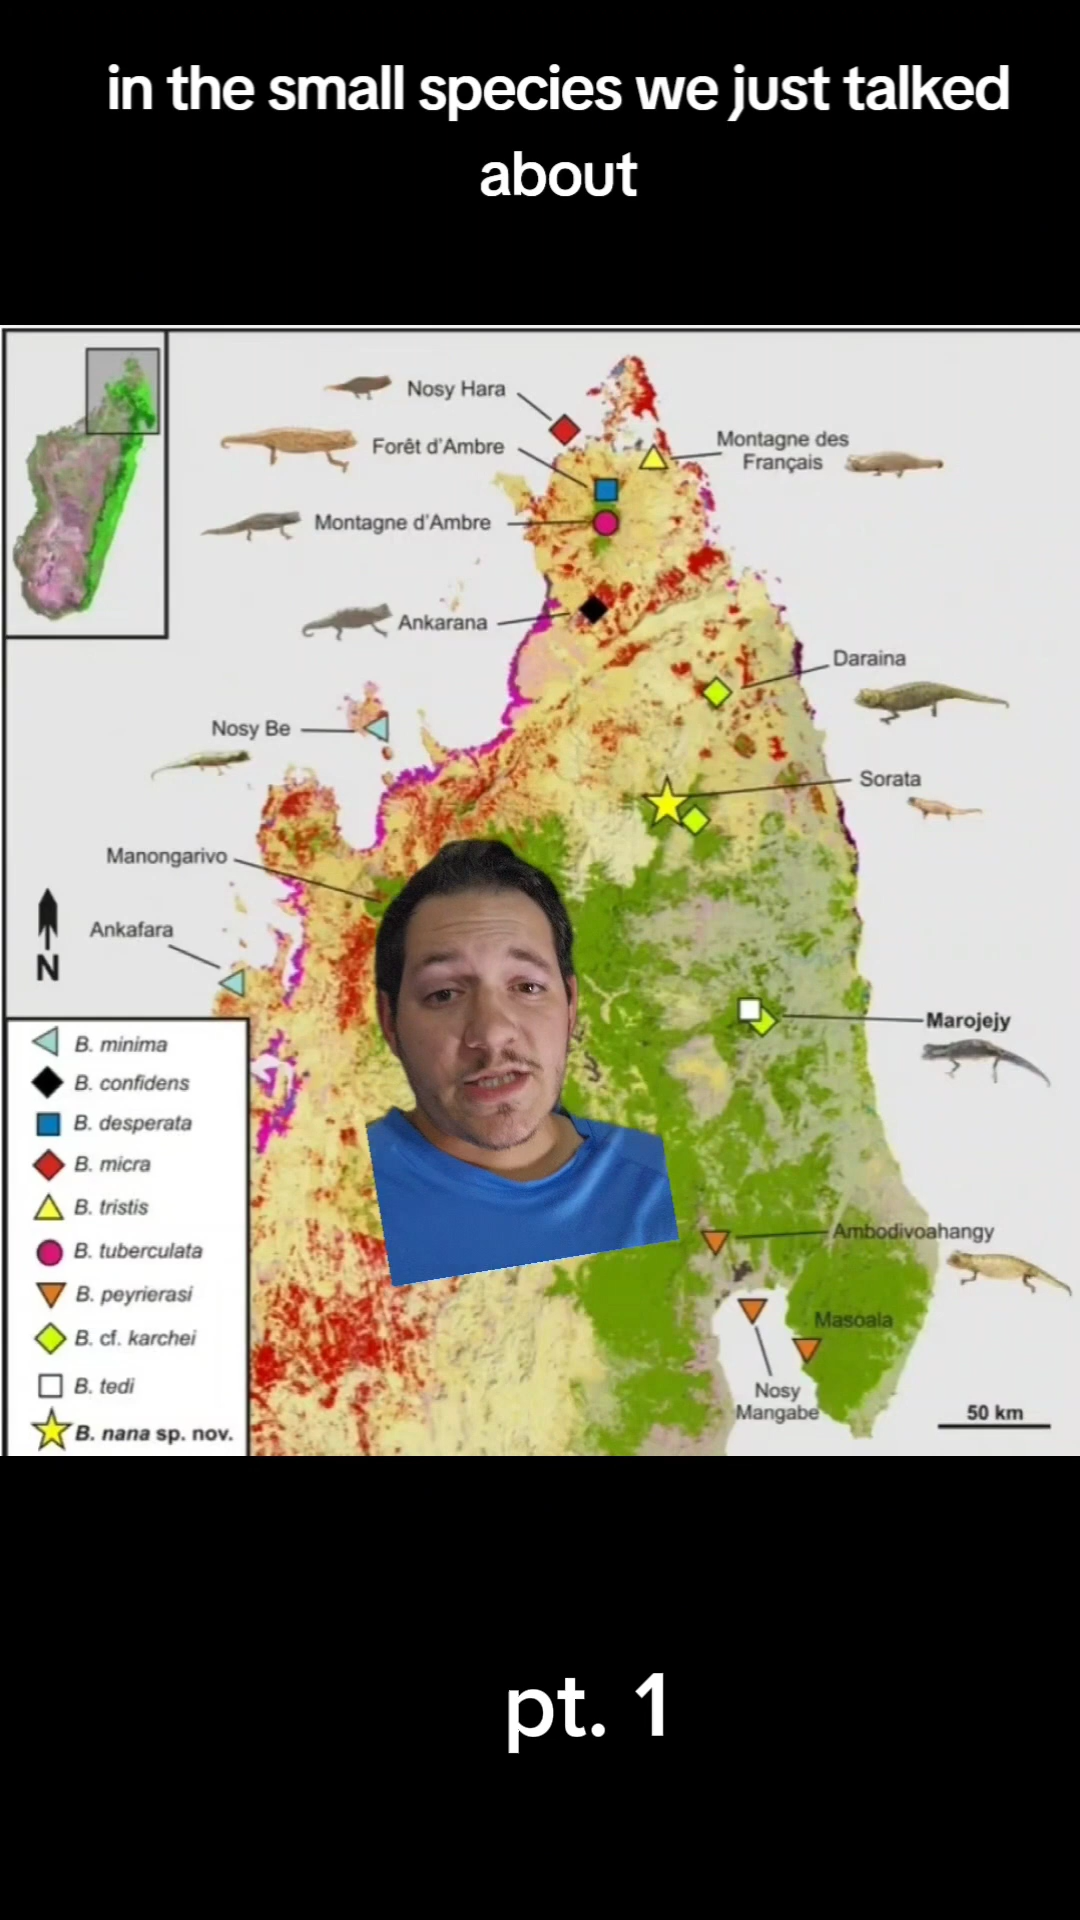 in the small species we just talked
about
Nosy Hara
Forêt d'Ambre
Montagne des
Français
Montagne d'Ambre
Ankarana
Daraina
Nosy Be
Sorata
Manongarivo
Ankafara
N
Marojejy
B. minima
B. confidens
B. desperata
B. micra
B. tristis
B. tuberculata
B. peyrierasi
B. cf. karchei
B. tedi
B. nana sp. nov.
Ambodivoahangy
Masoala
Nosy
Mangabe
50 km
pt. 1